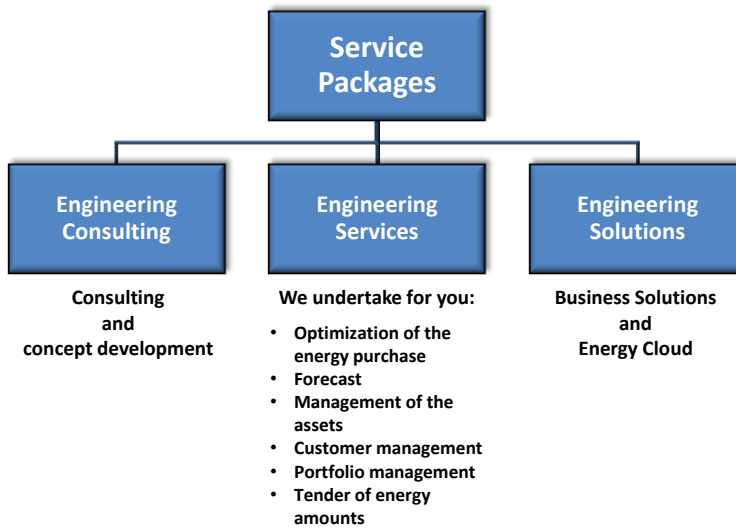 Service
Packages
Engineering
Consulting
Engineering
Services
Engineering
Solutions
Consulting
and
concept development
We undertake for you:
• Optimization of the
energy purchase
• Forecast
• Management of the
assets
• Customer management
• Portfolio management
• Tender of energy
amounts
Business Solutions
and
Energy Cloud